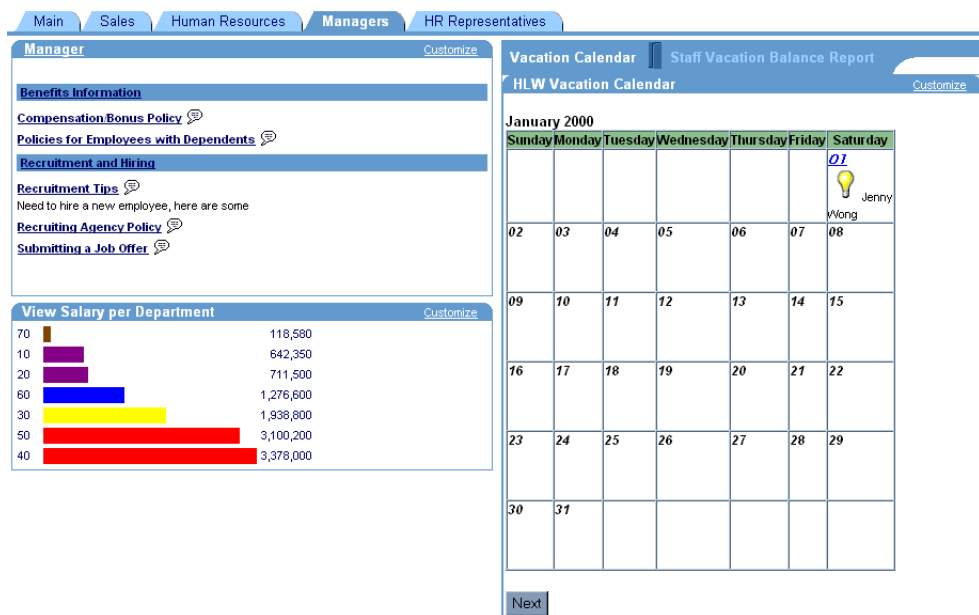 Main Sales Human Resources Managers HR Representatives
Manager Customize
Benefits Information
Compensation/Bonus Policy
Policies for Employees with Dependents
Recruitment and Hiring
Recruitment Tips
Need to hire a new employee, here are some
Recruiting Agency Policy
Submitting a Job Offer
View Salary per Department Customize
70 118,580
10 642,350
20 711,500
60 1,276,600
30 1,938,800
50 3,100,200
40 3,378,000
Vacation Calendar Staff Vacation Balance Report
HLW Vacation Calendar Customize
January 2000
Sunday Monday Tuesday Wednesday Thursday Friday Saturday
01
Jenny
Wong
02 03 04 05 06 07 08
09 10 11 12 13 14 15
16 17 18 19 20 21 22
23 24 25 26 27 28 29
30 31
Next